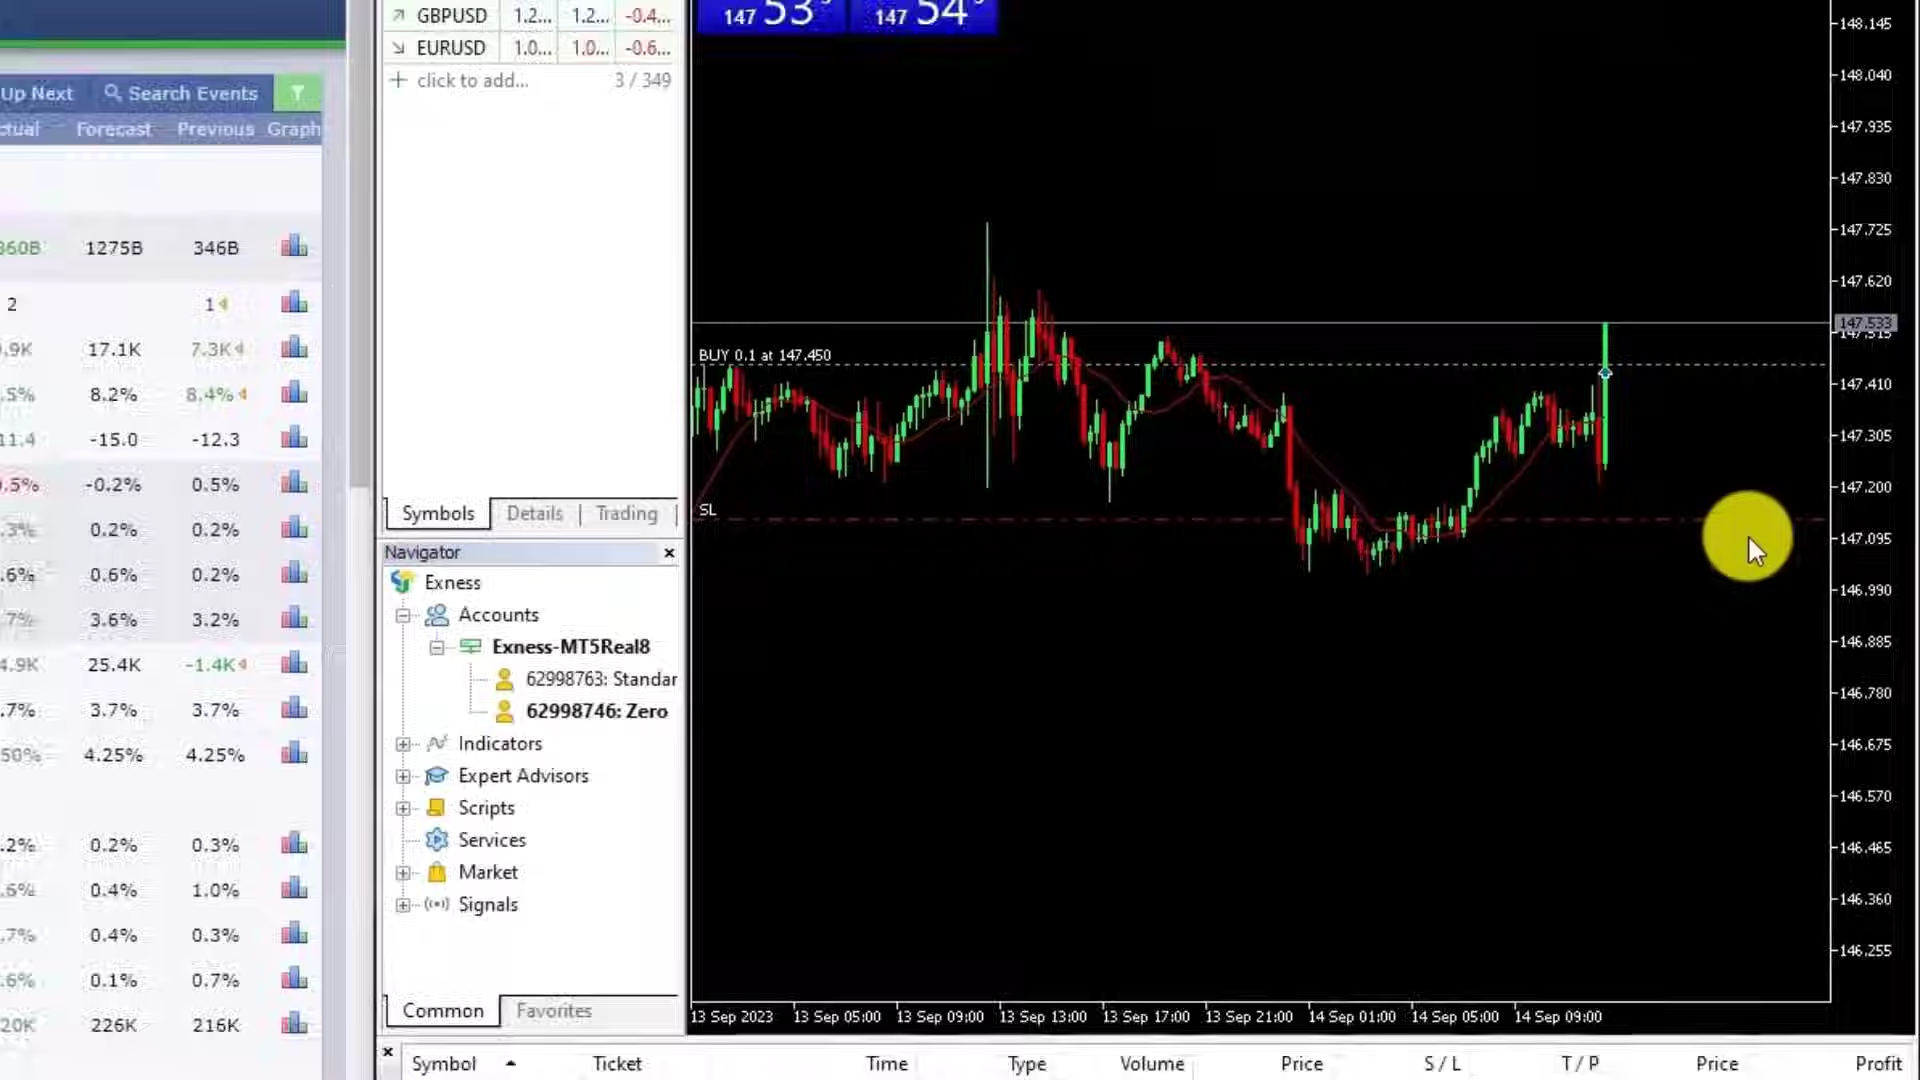 Up Next
Search Events
Forecast Previous Graph
1275B 346B
2 1
17.1K 7.3K
8.2% 8.4%
-15.0 -12.3
-0.2% 0.5%
0.2% 0.2%
0.6% 0.2%
3.6% 3.2%
25.4K -1.4K
3.7% 3.7%
4.25% 4.25%
0.2% 0.3%
0.4% 1.0%
0.4% 0.3%
0.1% 0.7%
226K 216K
GBPUSD 1.2... 1.2... -0.4...
EURUSD 1.0... 1.0... -0.6...
click to add... 3 / 349
Symbols Details Trading
Navigator
Exness
Accounts
Exness-MT5Real8
62998763: Standar
62998746: Zero
Indicators
Expert Advisors
Scripts
Services
Market
Signals
Common Favorites
147 53 147 54
BUY 0.1 at 147.450
SL
148.145
148.040
147.935
147.830
147.725
147.620
147.533
147.515
147.410
147.305
147.200
147.095
146.990
146.885
146.780
146.675
146.570
146.465
146.360
146.255
13 Sep 2023 13 Sep 05:00 13 Sep 09:00 13 Sep 13:00 13 Sep 17:00 13 Sep 21:00 14 Sep 01:00 14 Sep 05:00 14 Sep 09:00
Symbol Ticket Time Type Volume Price S / L T / P Price Profit